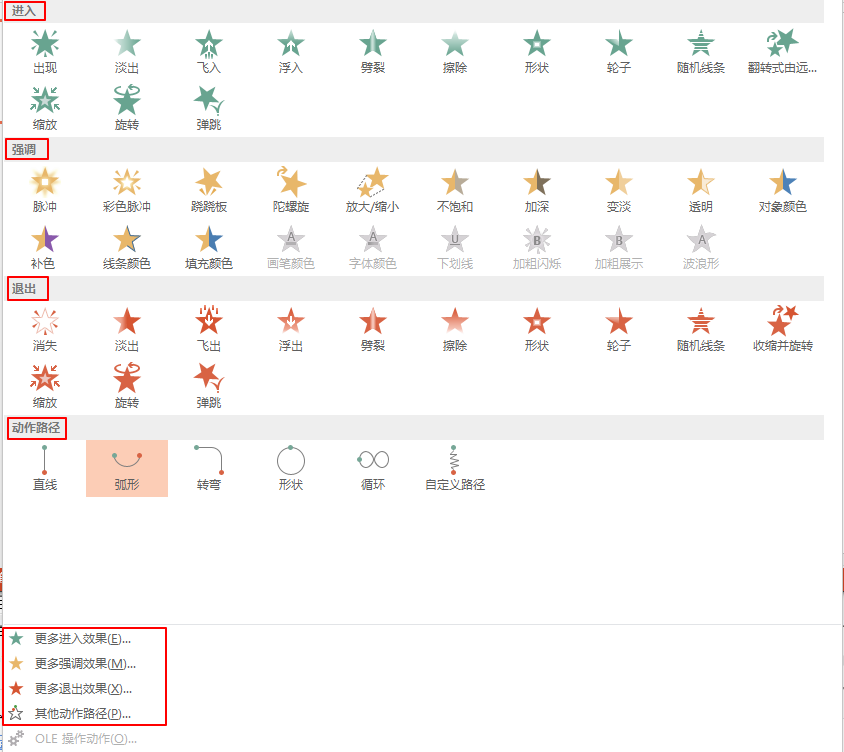 进入
出现 淡出 飞入 浮入 劈裂 擦除 形状 轮子 随机线条 翻转式由远...
缩放 旋转 弹跳
强调
脉冲 彩色脉冲 跷跷板 陀螺旋 放大/缩小 不饱和 加深 变淡 透明 对象颜色
补色 线条颜色 填充颜色 画笔颜色 字体颜色 下划线 加粗闪烁 加粗展示 波浪形
退出
消失 淡出 飞出 浮出 劈裂 擦除 形状 轮子 随机线条 收缩并旋转
缩放 旋转 弹跳
动作路径
直线 弧形 转弯 形状 循环 自定义路径
更多进入效果(E)...
更多强调效果(M)...
更多退出效果(X)...
其他动作路径(P)...
OLE 操作动作(O)...